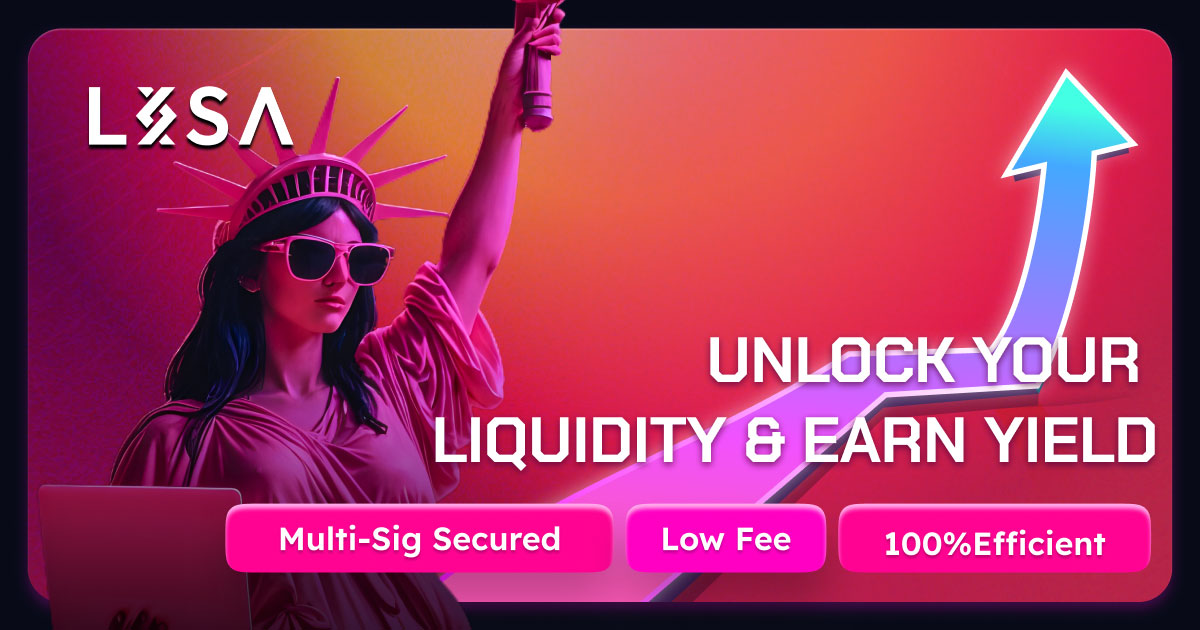 LISA
UNLOCK YOUR
LIQUIDITY & EARN YIELD
Multi-Sig Secured
Low Fee
100%Efficient